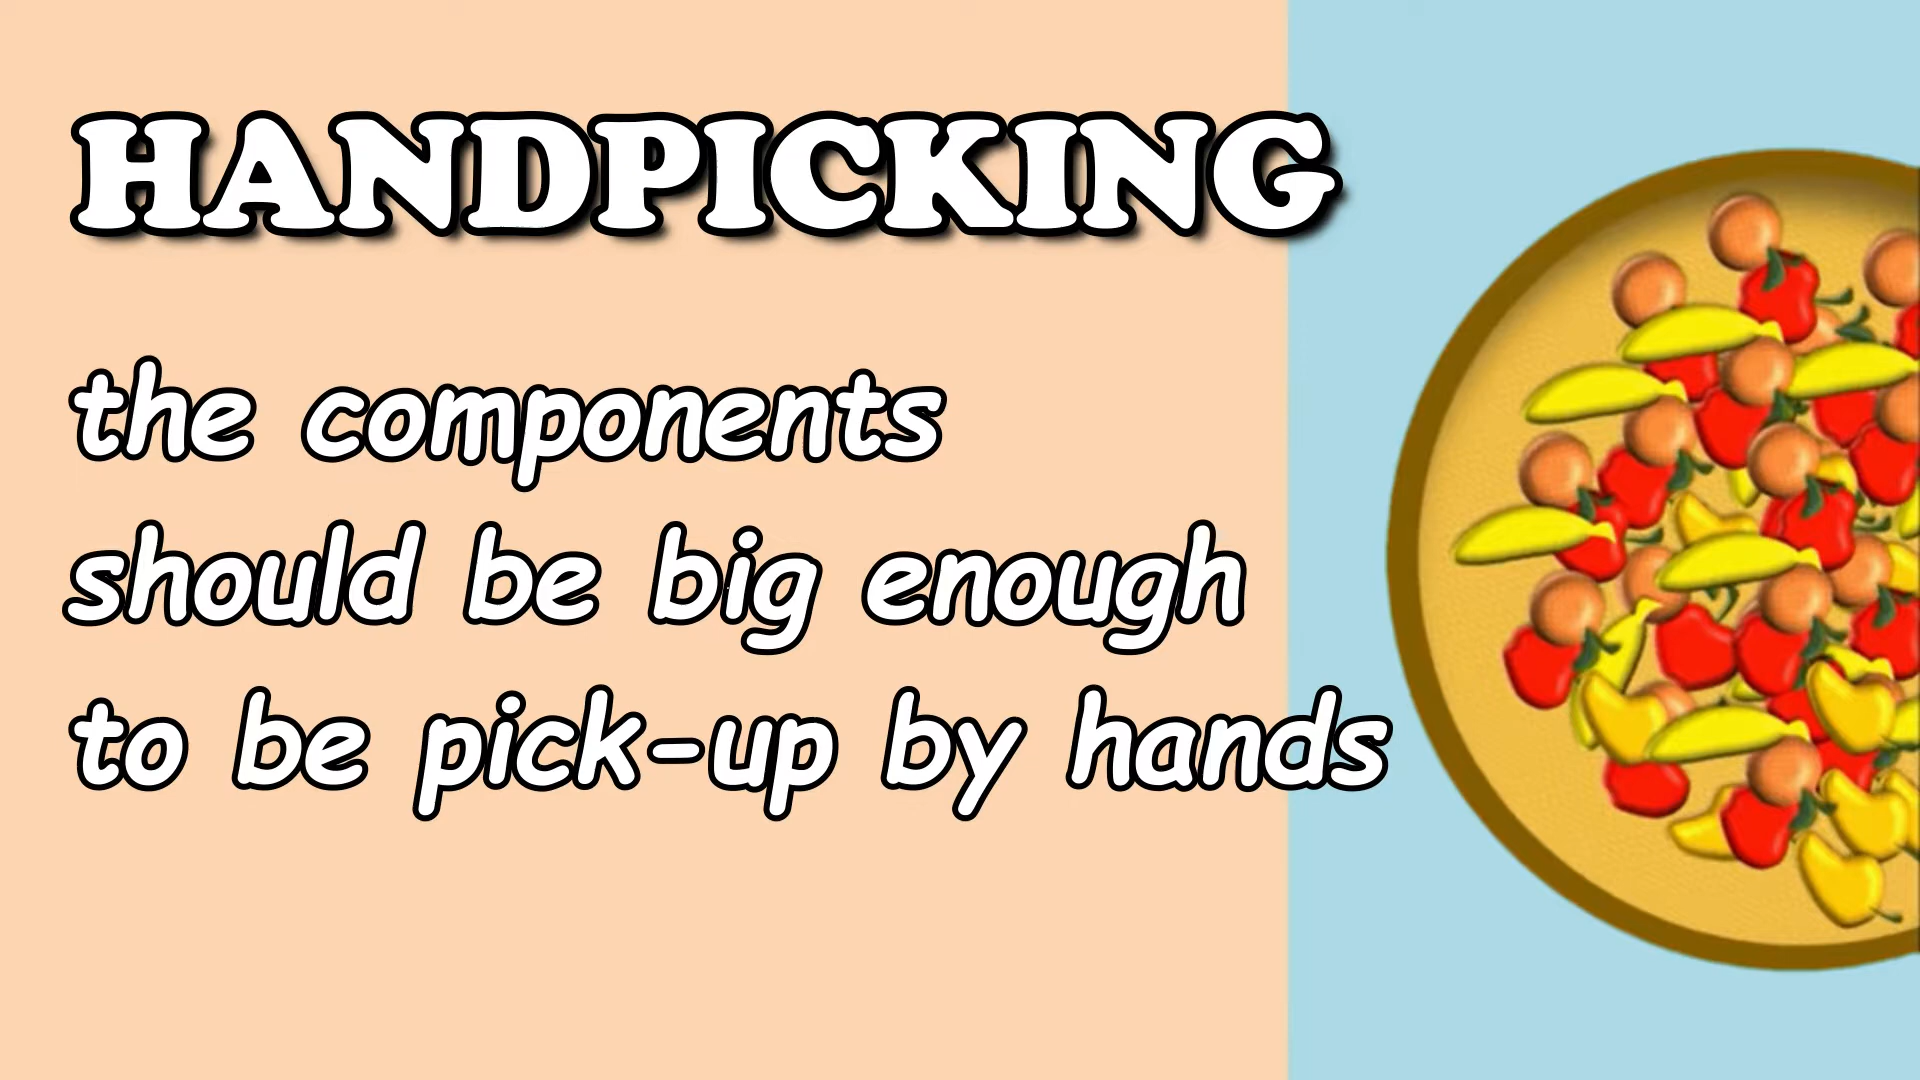 HANDPICKING
the components
should be big enough
to be pick-up by hands